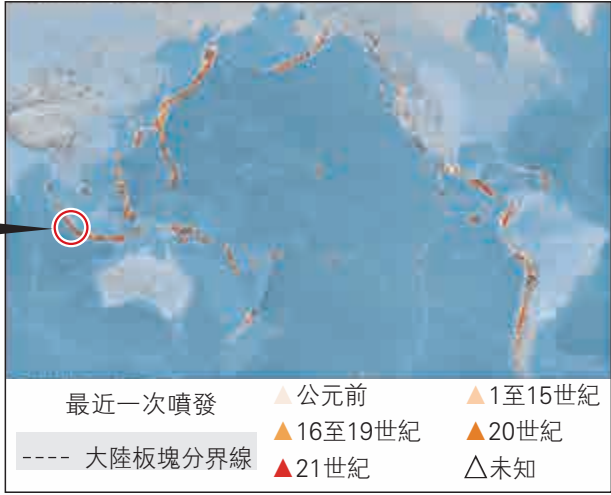 最近一次噴發
---- 大陸板塊分界線
▲公元前
▲1至15世紀
▲16至19世紀
▲20世紀
▲21世紀
△未知